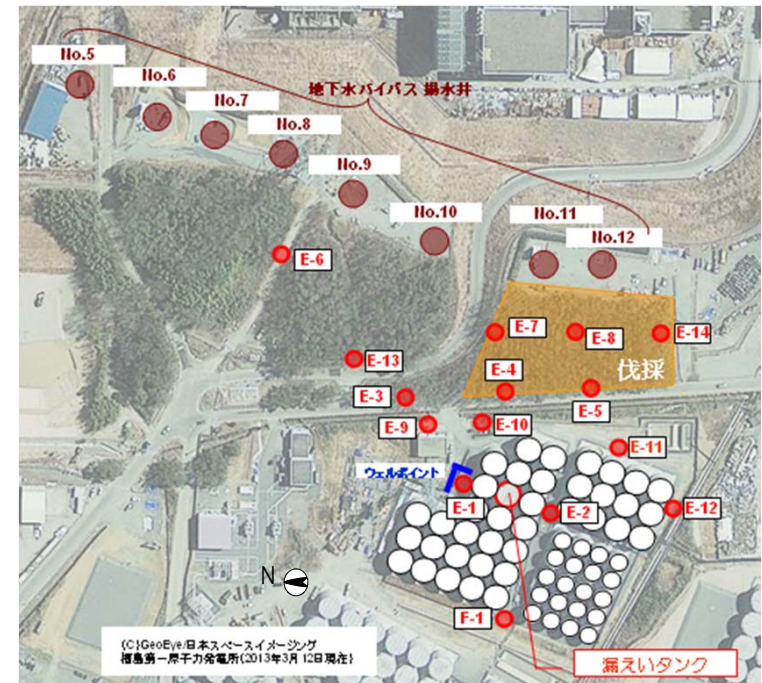 No.5
No.6
No.7
地下水バイパス 揚水井
No.8
No.9
No.10
No.11
No.12
E-6
E-7
E-8
E-14
E-13
E-4
伐採
E-3
E-5
E-9
E-10
E-11
ウェルポイント
E-1
E-2
E-12
N
F-1
(C)GeoEye/日本スペースイメージング
福島第一原子力発電所(2013年3月12日現在)
漏えいタンク